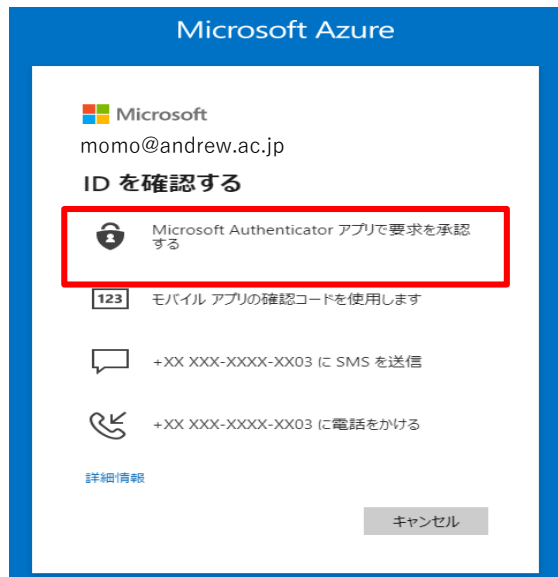 Microsoft Azure
Microsoft
momo@andrew.ac.jp
ID を確認する
Microsoft Authenticator アプリで要求を承認
する
123 モバイル アプリの確認コードを使用します
+XX XXX-XXXX-XX03 に SMS を送信
+XX XXX-XXXX-XX03 に電話をかける
詳細情報
キャンセル